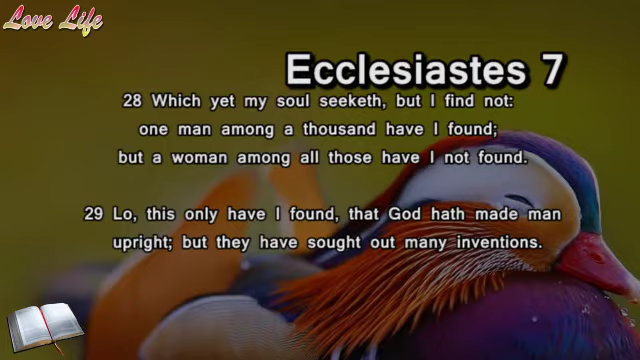 Love Life
Ecclesiastes 7
28 Which yet my soul seeketh, but I find not:
one man among a thousand have I found;
but a woman among all those have I not found.
29 Lo, this only have I found, that God hath made man
upright; but they have sought out many inventions.